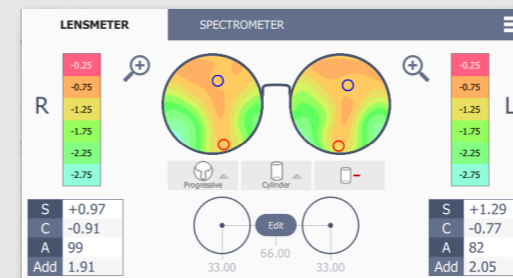 LENSMETER SPECTROMETER
R
L
-0.25 -0.25
-0.75 -0.75
-1.25 -1.25
-1.75 -1.75
-2.25 -2.25
-2.75 -2.75
Progressive Cylinder
S +0.97
C -0.91
A 99
Add 1.91
Edit
66.00
33.00 33.00
S +1.29
C -0.77
A 82
Add 2.05